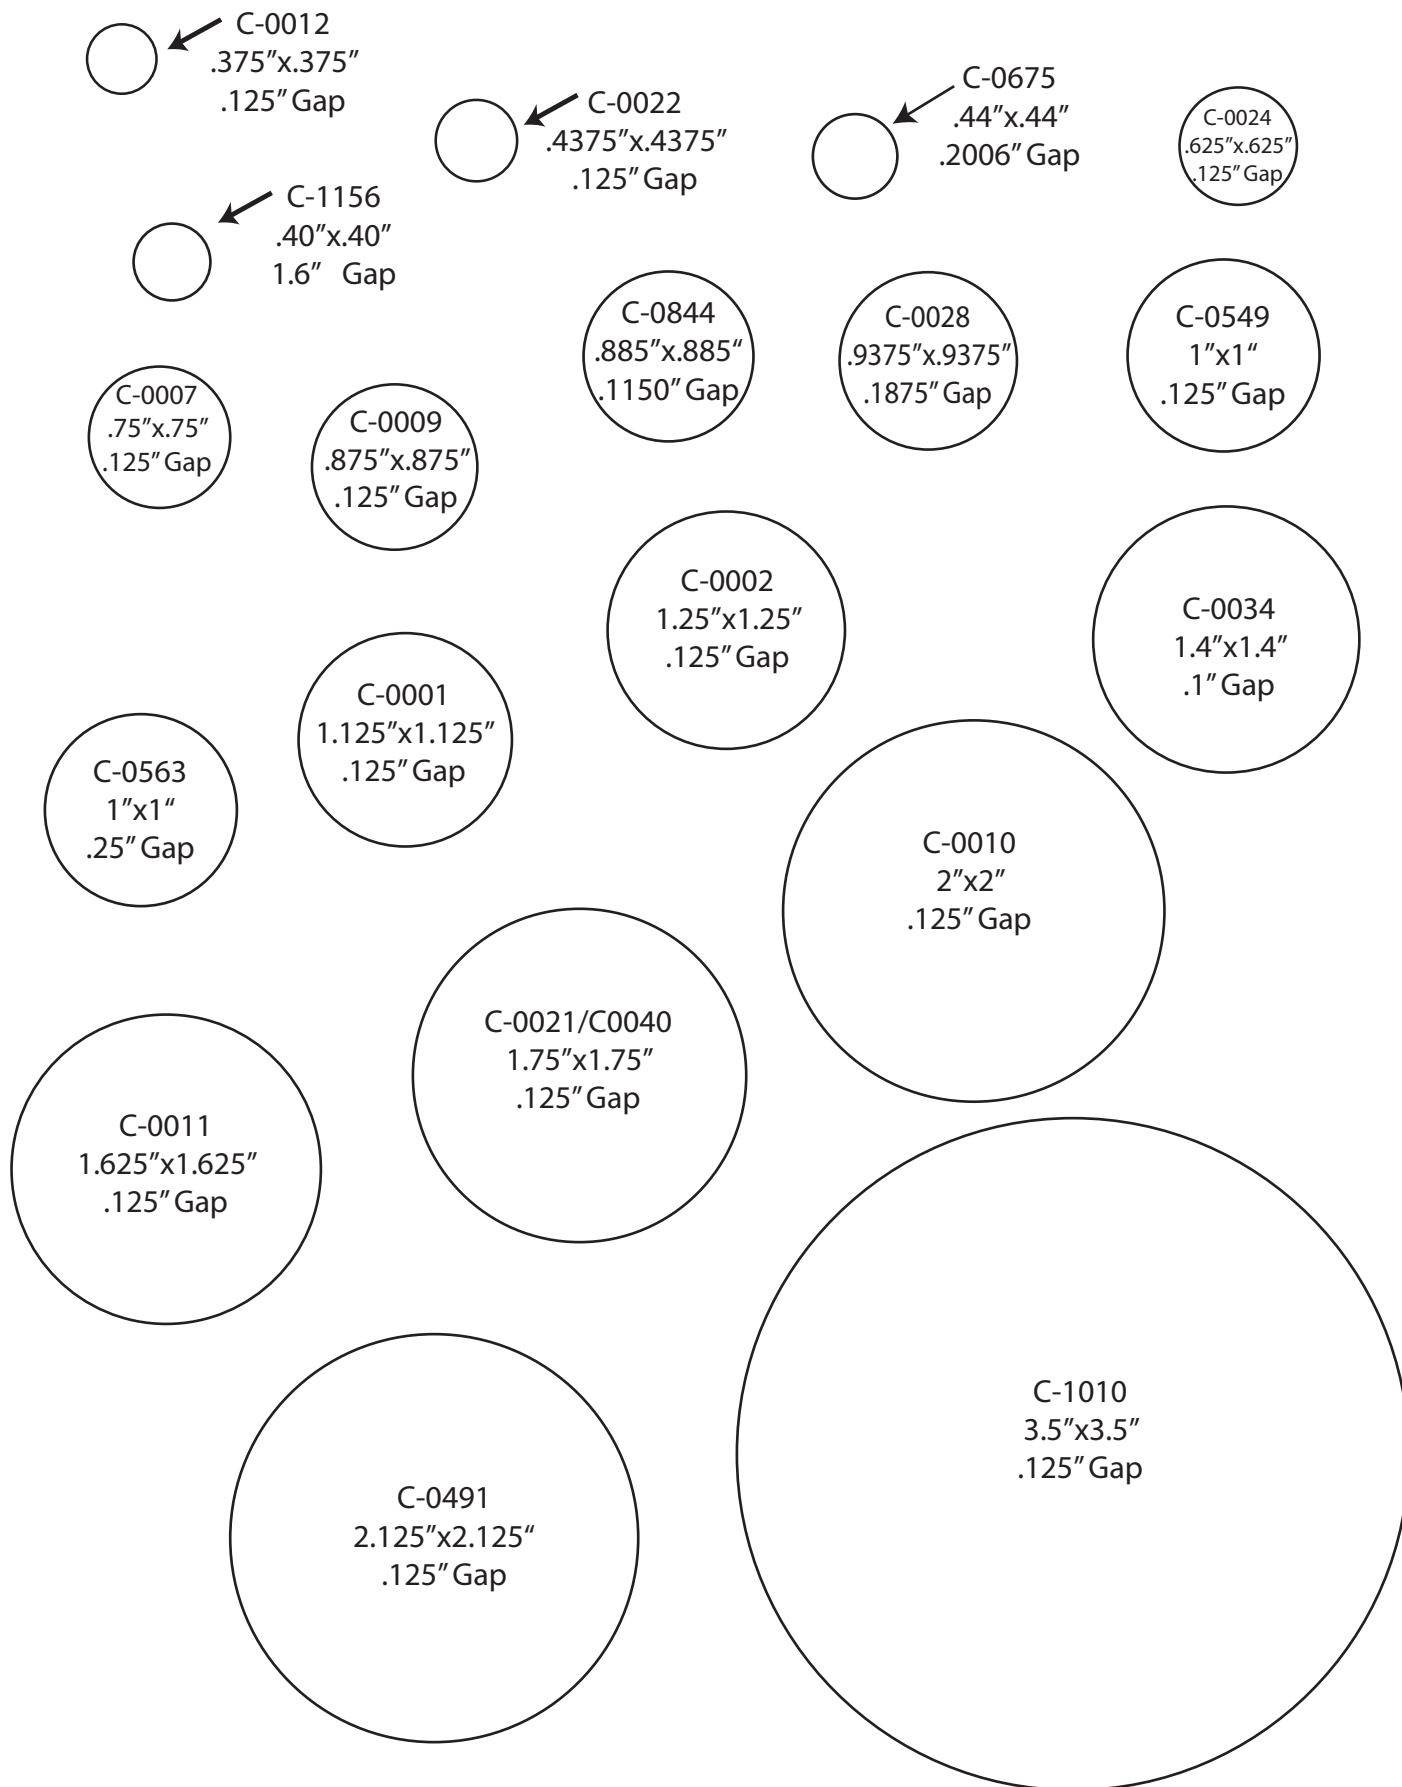 C-0012
.375”x.375”
.125” Gap
C-0022
.4375”x.4375”
.125” Gap
C-0675
.44”x.44”
.2006” Gap
C-0024
.625”x.625”
.125” Gap
C-1156
.40”x.40”
1.6” Gap
C-0844
.885”x.885“
.1150” Gap
C-0028
.9375”x.9375”
.1875” Gap
C-0549
1”x1“
.125” Gap
C-0007
.75”x.75”
.125” Gap
C-0009
.875”x.875”
.125” Gap
C-0002
1.25”x1.25”
.125” Gap
C-0034
1.4”x1.4”
.1” Gap
C-0001
1.125”x1.125”
.125” Gap
C-0563
1”x1“
.25” Gap
C-0010
2”x2”
.125” Gap
C-0021/C0040
1.75”x1.75”
.125” Gap
C-0011
1.625”x1.625”
.125” Gap
C-1010
3.5”x3.5”
.125” Gap
C-0491
2.125”x2.125“
.125” Gap